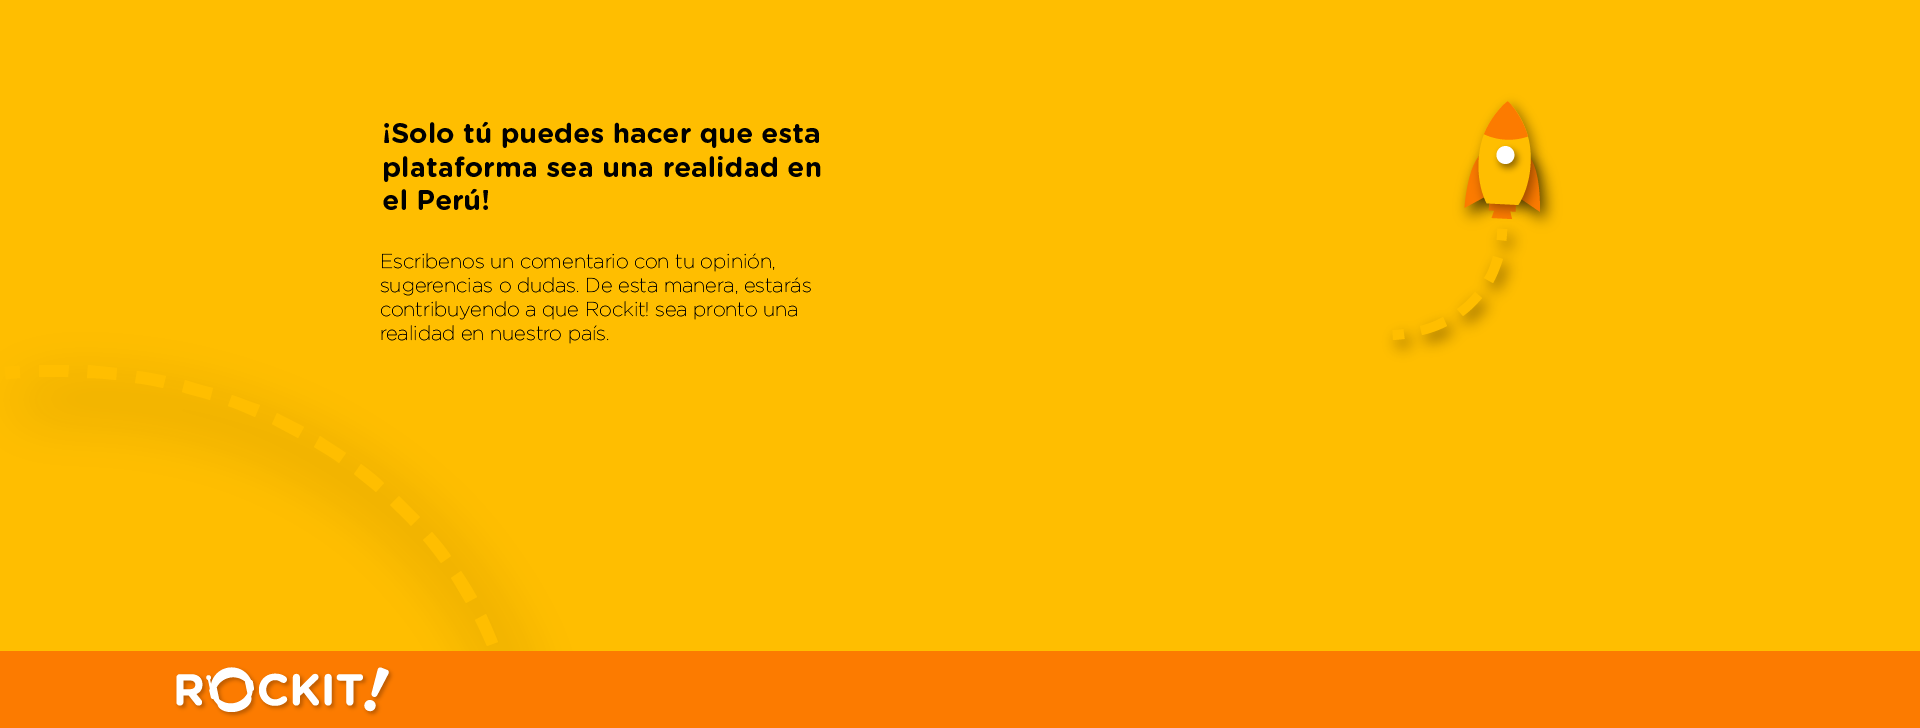 ¡Solo tú puedes hacer que esta
plataforma sea una realidad en
el Perú!
Escribenos un comentario con tu opinión,
sugerencias o dudas. De esta manera, estarás
contribuyendo a que Rockit! sea pronto una
realidad en nuestro país.
ROCKIT!